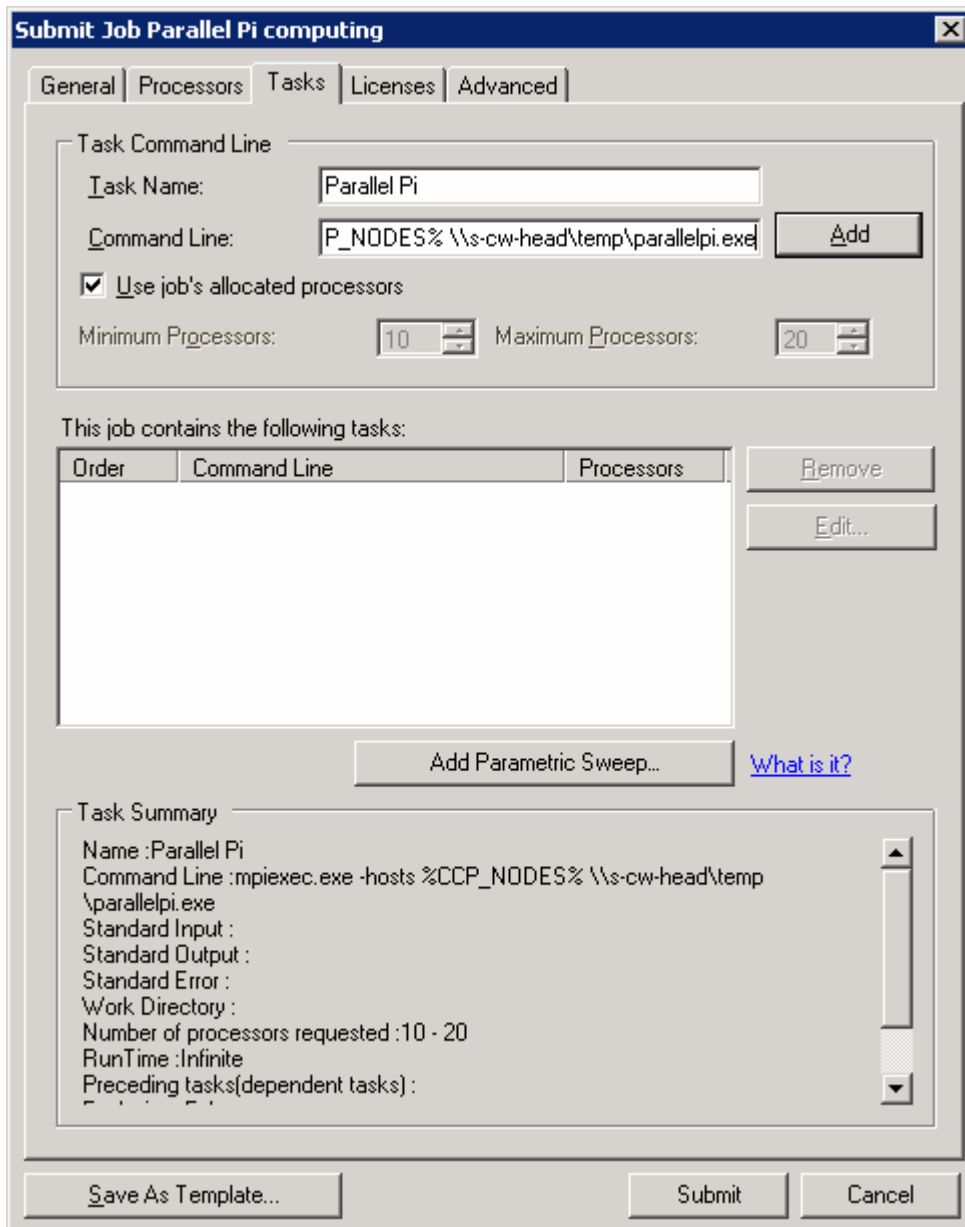 Submit Job Parallel Pi computing
General Processors Tasks Licenses Advanced
Task Command Line
Task Name: Parallel Pi
Command Line: P_NODES% \\s-cw-head\temp\parallelpi.exe Add
Use job's allocated processors
Minimum Processors: 10 Maximum Processors: 20
This job contains the following tasks:
Order Command Line Processors
Remove
Edit...
Add Parametric Sweep... What is it?
Task Summary
Name :Parallel Pi
Command Line :mpiexec.exe -hosts %CCP_NODES% \\s-cw-head\temp
\parallelpi.exe
Standard Input :
Standard Output :
Standard Error :
Work Directory :
Number of processors requested :10 - 20
RunTime :Infinite
Preceding tasks(dependent tasks) :
Save As Template... Submit Cancel